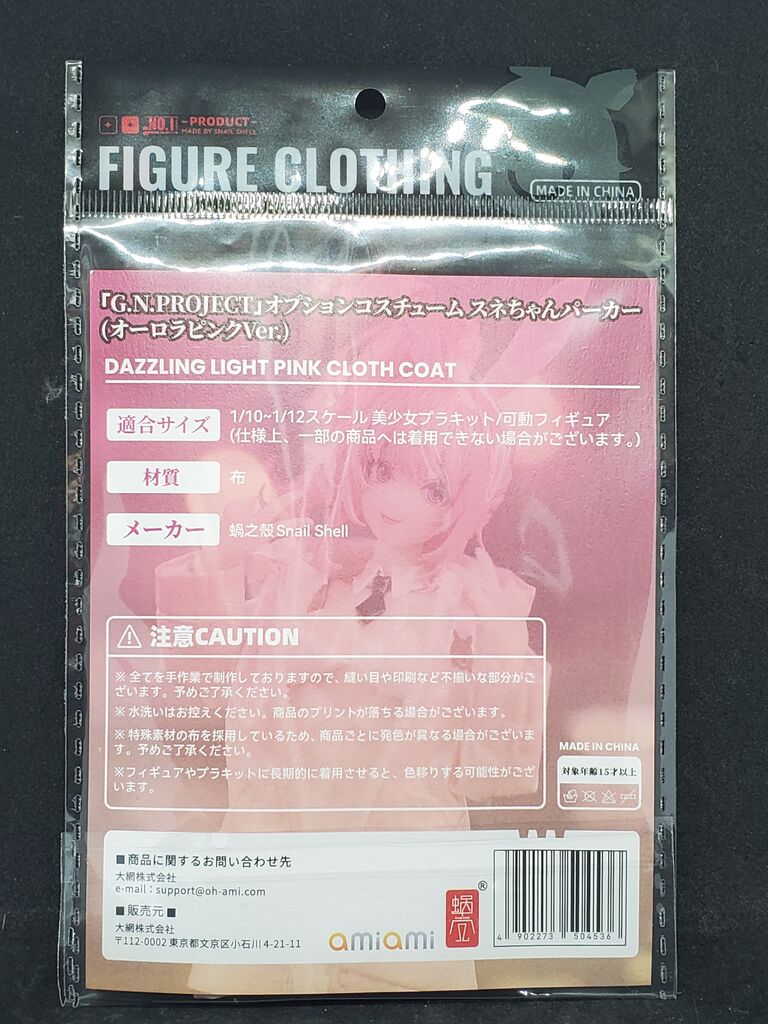 NO.1 -PRODUCT-
MADE BY SNAIL SHELL
FIGURE CLOTHING
MADE IN CHINA
「G.N.PROJECT」オプションコスチューム スネちゃんパーカー
(オーロラピンクVer.)
DAZZLING LIGHT PINK CLOTH COAT
適合サイズ
1/10~1/12スケール 美少女プラキット/可動フィギュア
(仕様上、一部の商品へは着用できない場合がございます。)
材質
布
メーカー
蝸之殼Snail Shell
注意CAUTION
※ 全てを手作業で制作しておりますので、縫い目や印刷など不揃いな部分がご
ざいます。予めご了承ください。
※ 水洗いはお控えください。商品のプリントが落ちる場合がございます。
※ 特殊素材の布を採用しているため、商品ごとに発色が異なる場合がございま
す。予めご了承ください。
※フィギュアやプラキットに長期的に着用させると、色移りする可能性がござ
います。
MADE IN CHINA
対象年齢15才以上
■商品に関するお問い合わせ先
大網株式会社
e-mail：support@oh-ami.com
■販売元■
大網株式会社
〒112-0002 東京都文京区小石川 4-21-11
amiami
®
4 902273 504536